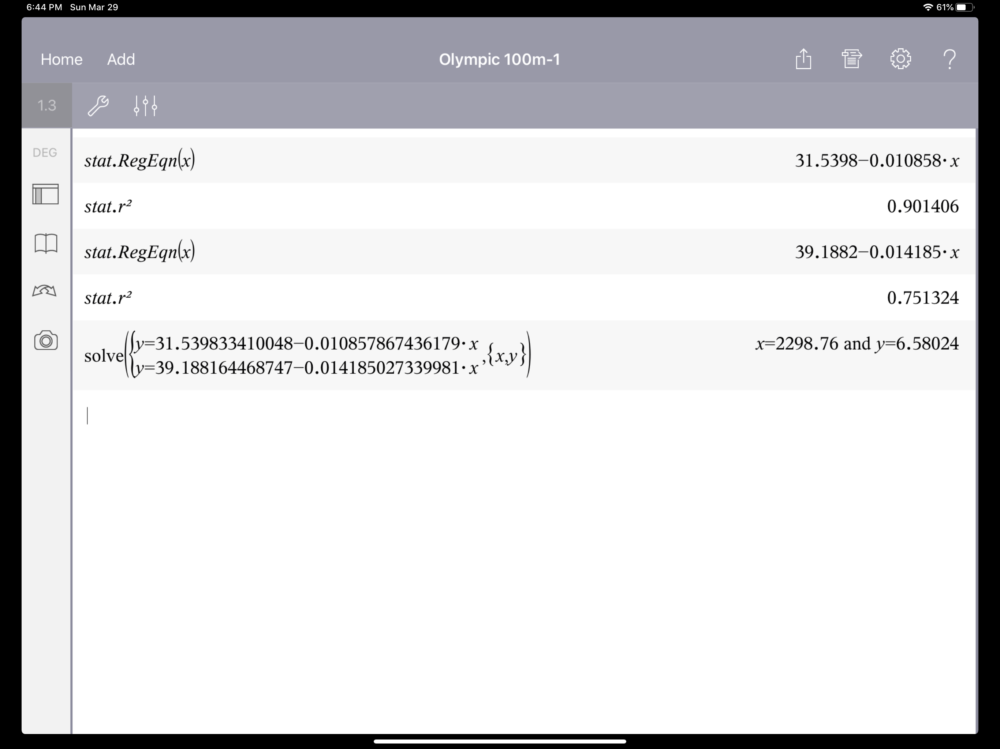 6:44 PM Sun Mar 29 61%
Home Add Olympic 100m-1 ?
1.3
DEG
stat.RegEqn(x) 31.5398−0.010858·x
stat.r² 0.901406
stat.RegEqn(x) 39.1882−0.014185·x
stat.r² 0.751324
solve({y=31.539833410048−0.010857867436179·x
y=39.188164468747−0.014185027339981·x ,{x,y}) x=2298.76 and y=6.58024